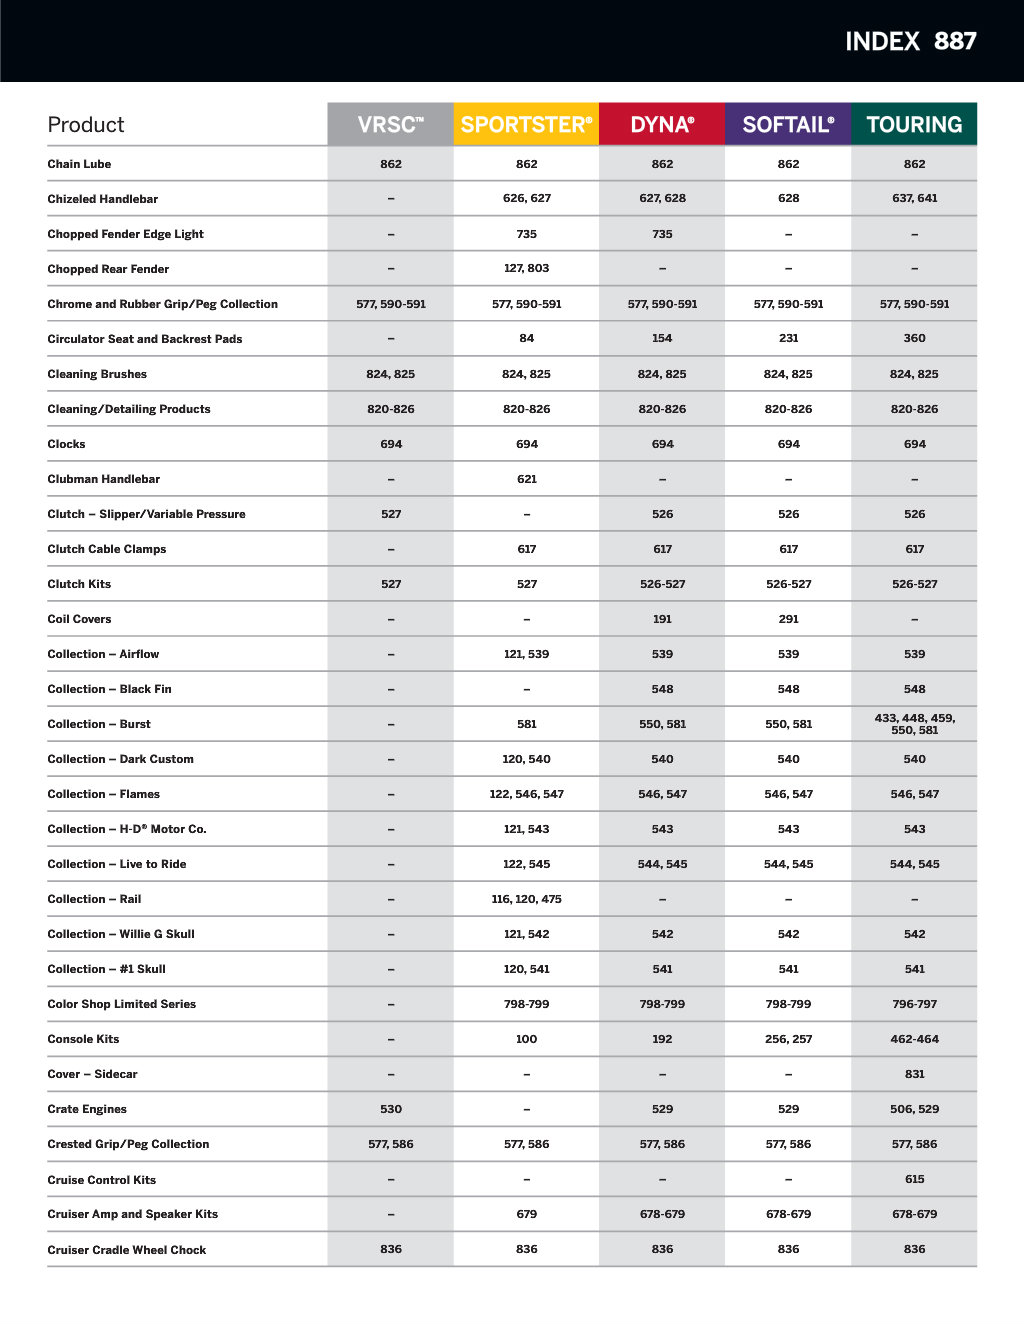 INDEX 887
Product VRSC™ SPORTSTER® DYNA® SOFTAIL® TOURING
Chain Lube 862 862 862 862 862
Chizeled Handlebar – 626, 627 627, 628 628 637, 641
Chopped Fender Edge Light – 735 735 – –
Chopped Rear Fender – 127, 803 – – –
Chrome and Rubber Grip/Peg Collection 577, 590-591 577, 590-591 577, 590-591 577, 590-591 577, 590-591
Circulator Seat and Backrest Pads – 84 154 231 360
Cleaning Brushes 824, 825 824, 825 824, 825 824, 825 824, 825
Cleaning/Detailing Products 820-826 820-826 820-826 820-826 820-826
Clocks 694 694 694 694 694
Clubman Handlebar – 621 – – –
Clutch – Slipper/Variable Pressure 527 – 526 526 526
Clutch Cable Clamps – 617 617 617 617
Clutch Kits 527 527 526-527 526-527 526-527
Coil Covers – – 191 291 –
Collection – Airflow – 121, 539 539 539 539
Collection – Black Fin – – 548 548 548
Collection – Burst – 581 550, 581 550, 581 433, 448, 459,
550, 581
Collection – Dark Custom – 120, 540 540 540 540
Collection – Flames – 122, 546, 547 546, 547 546, 547 546, 547
Collection – H-D® Motor Co. – 121, 543 543 543 543
Collection – Live to Ride – 122, 545 544, 545 544, 545 544, 545
Collection – Rail – 116, 120, 475 – – –
Collection – Willie G Skull – 121, 542 542 542 542
Collection – #1 Skull – 120, 541 541 541 541
Color Shop Limited Series – 798-799 798-799 798-799 796-797
Console Kits – 100 192 256, 257 462-464
Cover – Sidecar – – – – 831
Crate Engines 530 – 529 529 506, 529
Crested Grip/Peg Collection 577, 586 577, 586 577, 586 577, 586 577, 586
Cruise Control Kits – – – – 615
Cruiser Amp and Speaker Kits – 679 678-679 678-679 678-679
Cruiser Cradle Wheel Chock 836 836 836 836 836